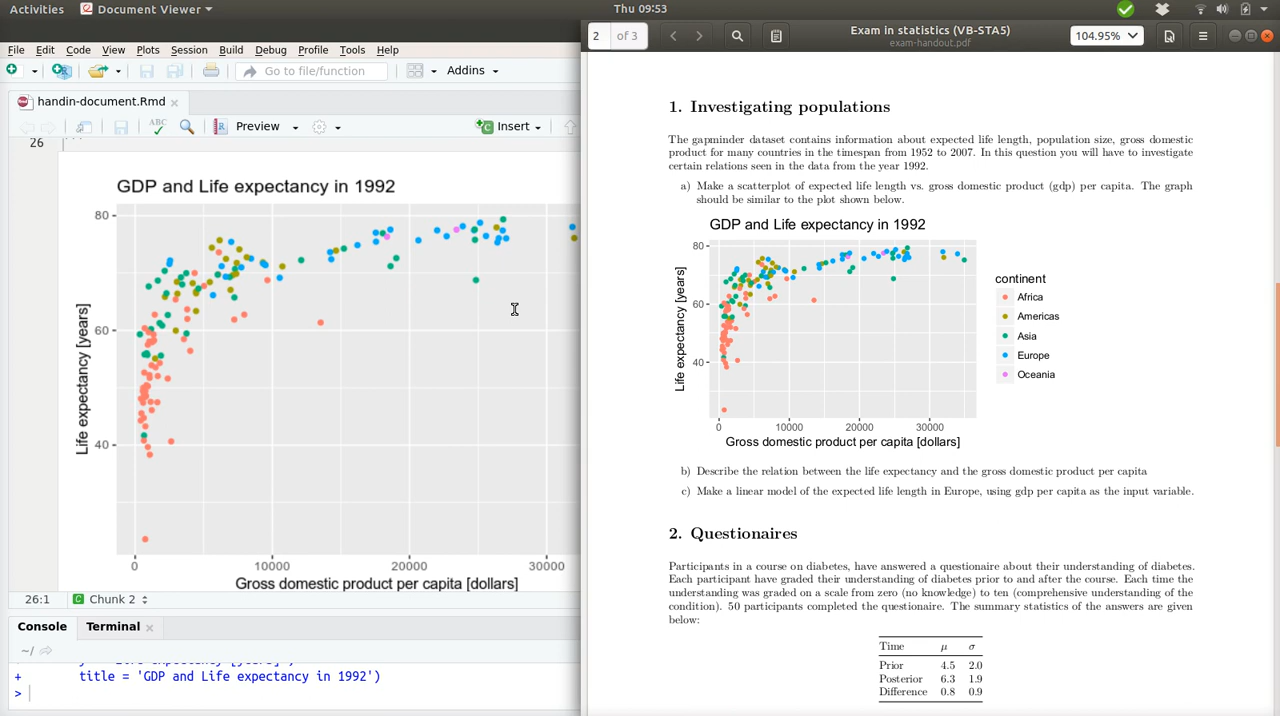 Activities Document Viewer Thu 09:53
File Edit Code View Plots Session Build Debug Profile Tools Help
Go to file/function Addins
handin-document.Rmd
ABC Preview Insert
26
GDP and Life expectancy in 1992
80
60
40
Life expectancy [years]
0 10000 20000 30000
Gross domestic product per capita [dollars]
26:1 Chunk 2
Console Terminal
~/
+ title = 'GDP and Life expectancy in 1992')
>
2 of 3
Exam in statistics (VB-STA5)
exam-handout.pdf
104.95%
1. Investigating populations
The gapminder dataset contains information about expected life length, population size, gross domestic
product for many countries in the timespan from 1952 to 2007. In this question you will have to investigate
certain relations seen in the data from the year 1992.
a) Make a scatterplot of expected life length vs. gross domestic product (gdp) per capita. The graph
should be similar to the plot shown below.
GDP and Life expectancy in 1992
80
60
40
Life expectancy [years]
0 10000 20000 30000
Gross domestic product per capita [dollars]
continent
Africa
Americas
Asia
Europe
Oceania
b) Describe the relation between the life expectancy and the gross domestic product per capita
c) Make a linear model of the expected life length in Europe, using gdp per capita as the input variable.
2. Questionaires
Participants in a course on diabetes, have answered a questionaire about their understanding of diabetes.
Each participant have graded their understanding of diabetes prior to and after the course. Each time the
understanding was graded on a scale from zero (no knowledge) to ten (comprehensive understanding of the
condition). 50 participants completed the questionaire. The summary statistics of the answers are given
below:
Time μ σ
Prior 4.5 2.0
Posterior 6.3 1.9
Difference 0.8 0.9